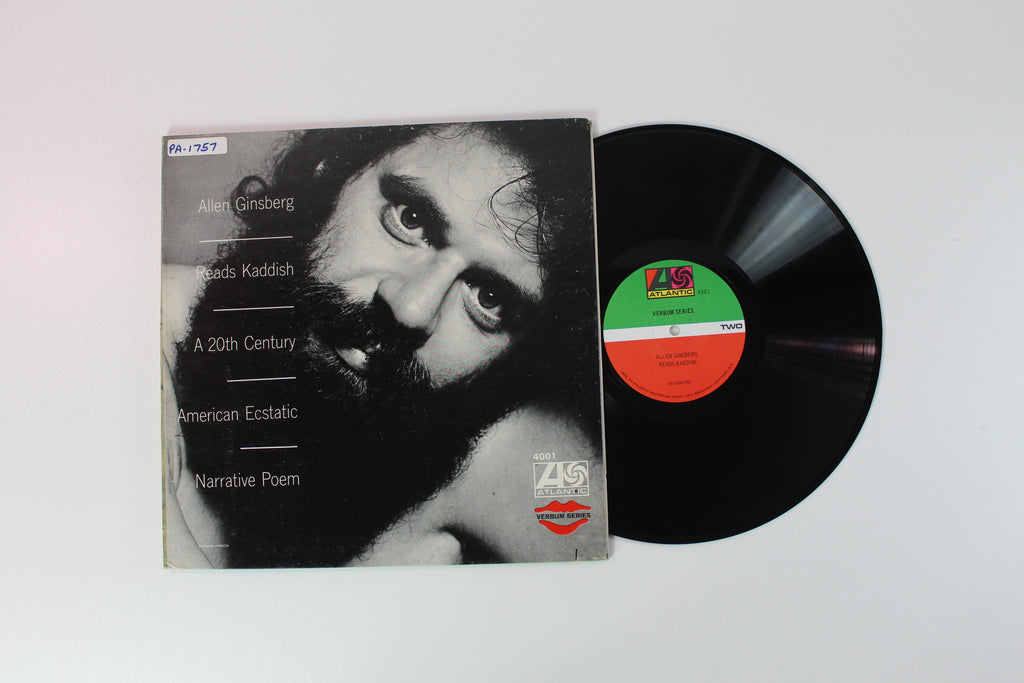 PA-1757
Allen Ginsberg
Reads Kaddish
A 20th Century
American Ecstatic
Narrative Poem
4001
ATLANTIC
VERBUM SERIES
ATLANTIC 4001
VERBUM SERIES
TWO
ALLEN GINSBERG
READS KADDISH